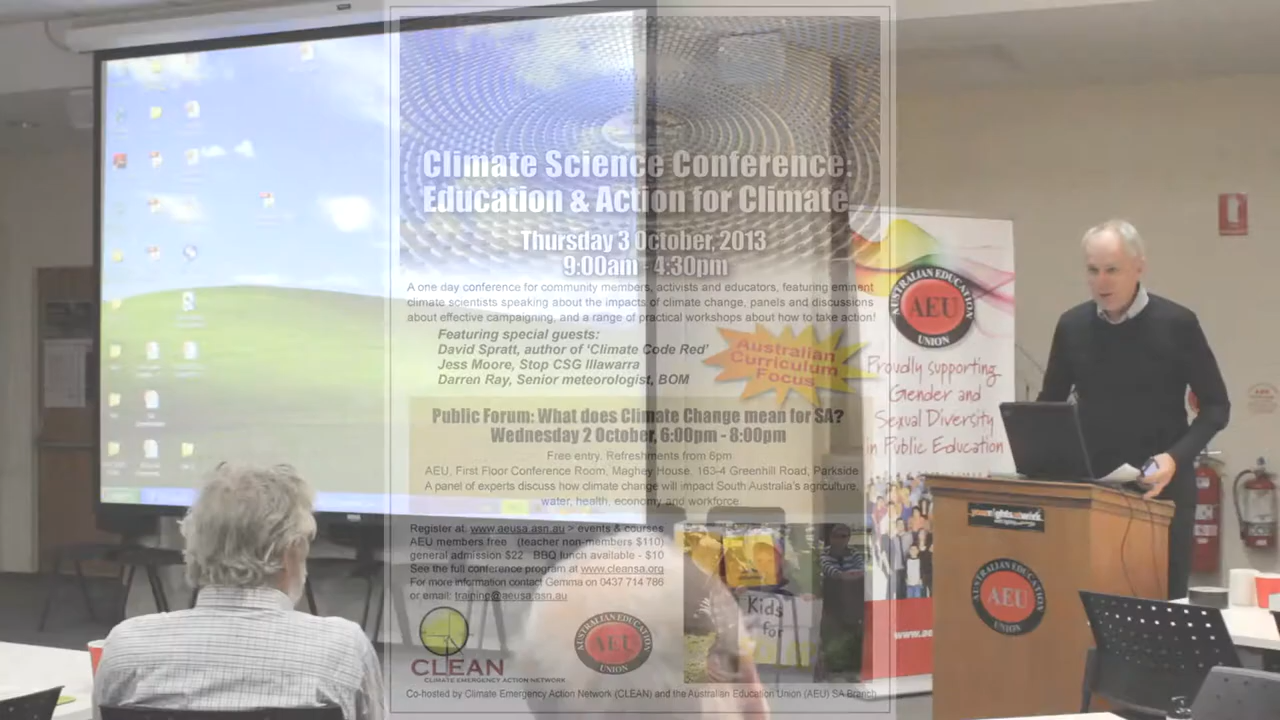 Climate Science Conference:
Education & Action for Climate
Thursday 3 October, 2013
9:00am - 4:30pm
A one day conference for community members, activists and educators, featuring eminent
climate scientists speaking about the impacts of climate change, panels and discussions
about effective campaigning, and a range of practical workshops about how to take action!
Featuring special guests:
David Spratt, author of 'Climate Code Red'
Jess Moore, Stop CSG Illawarra
Darren Ray, Senior meteorologist, BOM
Australian
Curriculum
Focus
Public Forum: What does Climate Change mean for SA?
Wednesday 2 October, 6:00pm - 8:00pm
Free entry. Refreshments from 6pm
AEU, First Floor Conference Room, Maghey House, 163-4 Greenhill Road, Parkside
A panel of experts discuss how climate change will impact South Australia's agriculture,
water, health, economy and workforce.
Register at: www.aeusa.asn.au > events & courses
AEU members free (teacher non-members $110)
general admission $22 BBQ lunch available - $10
See the full conference program at www.cleansa.org
For more information contact Gemma on 0437 714 786
or email: training@aeusa.asn.au
CLEAN
CLIMATE EMERGENCY ACTION NETWORK
AUSTRALIAN EDUCATION
AEU
UNION
Kids
for
Co-hosted by Climate Emergency Action Network (CLEAN) and the Australian Education Union (AEU) SA Branch
AUSTRALIAN EDUCATION
AEU
UNION
Proudly supporting
Gender and
Sexual Diversity
in Public Education
www.ae
yourrights@work
AUSTRALIAN EDUCATION
AEU
UNION